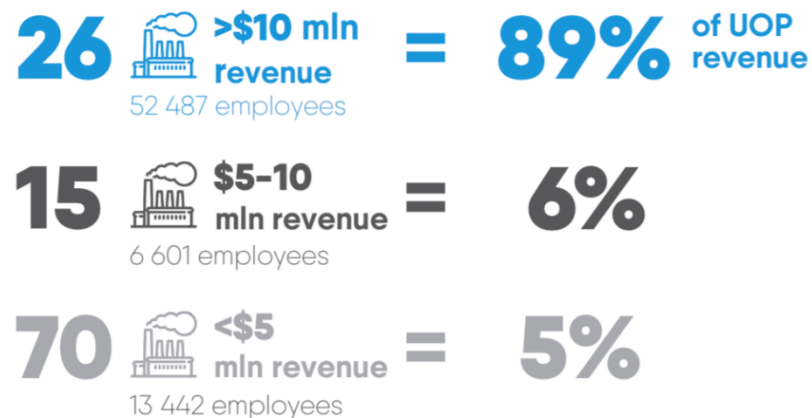 26 >$10 mln revenue = 89% of UOP revenue
52 487 employees
15 $5-10 mln revenue = 6%
6 601 employees
70 <$5 mln revenue = 5%
13 442 employees